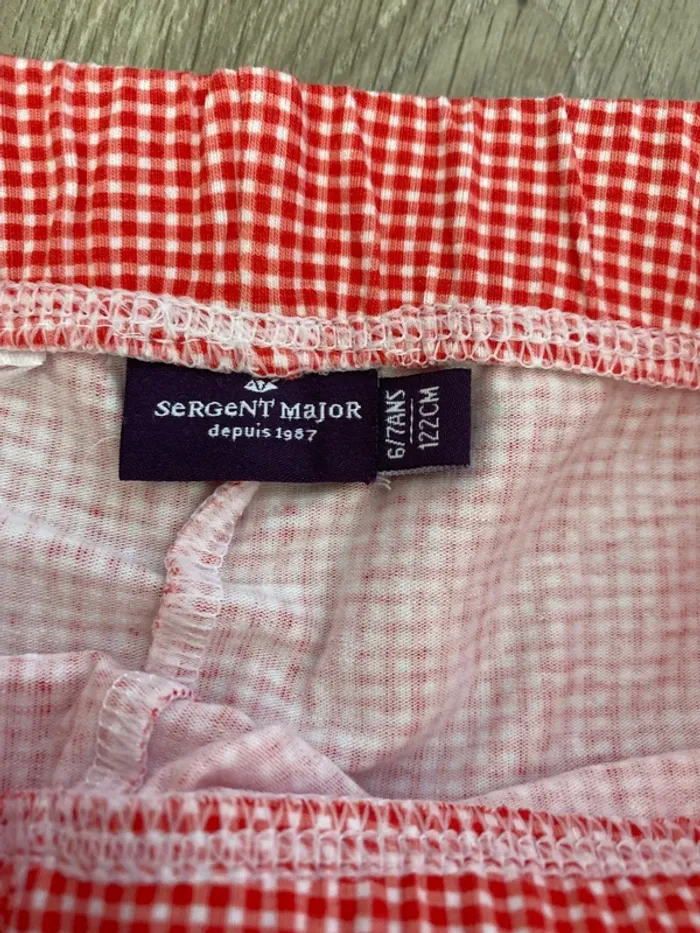 SeRGeNT MajoR
depuis 1987
6/7ANS
122CM